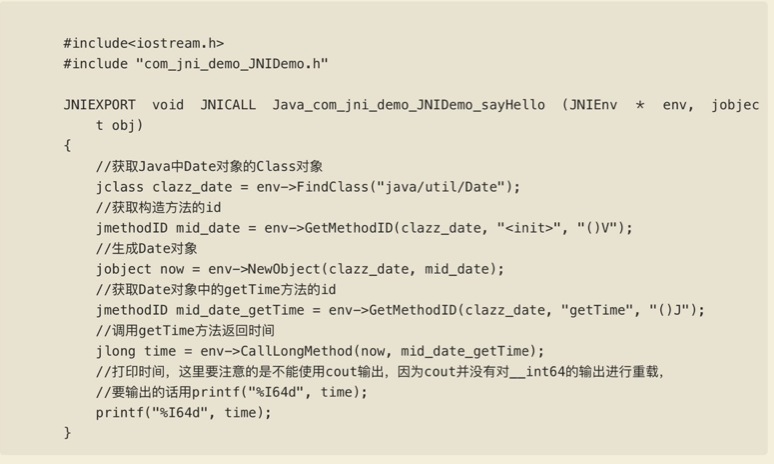 #include<iostream.h>
#include "com_jni_demo_JNIDemo.h"
JNIEXPORT void JNICALL Java_com_jni_demo_JNIDemo_sayHello (JNIEnv * env, jobjec
t obj)
{
//获取Java中Date对象的Class对象
jclass clazz_date = env->FindClass("java/util/Date");
//获取构造方法的id
jmethodID mid_date = env->GetMethodID(clazz_date, "<init>", "()V");
//生成Date对象
jobject now = env->NewObject(clazz_date, mid_date);
//获取Date对象中的getTime方法的id
jmethodID mid_date_getTime = env->GetMethodID(clazz_date, "getTime", "()J");
//调用getTime方法返回时间
jlong time = env->CallLongMethod(now, mid_date_getTime);
//打印时间，这里要注意的是不能使用cout输出，因为cout并没有对__int64的输出进行重载，
//要输出的话用printf("%I64d", time);
printf("%I64d", time);
}